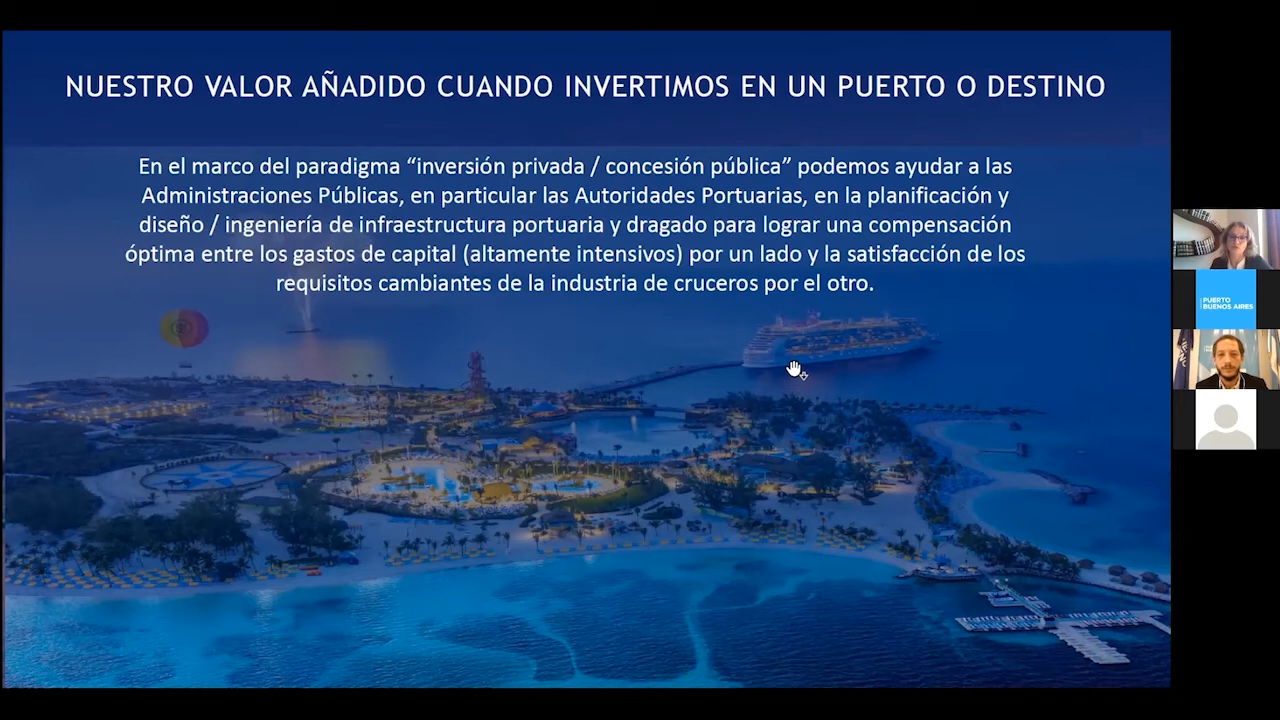 NUESTRO VALOR AÑADIDO CUANDO INVERTIMOS EN UN PUERTO O DESTINO
En el marco del paradigma “inversión privada / concesión pública” podemos ayudar a las
Administraciones Públicas, en particular las Autoridades Portuarias, en la planificación y
diseño / ingeniería de infraestructura portuaria y dragado para lograr una compensación
óptima entre los gastos de capital (altamente intensivos) por un lado y la satisfacción de los
requisitos cambiantes de la industria de cruceros por el otro.
PUERTO
BUENOS AIRES